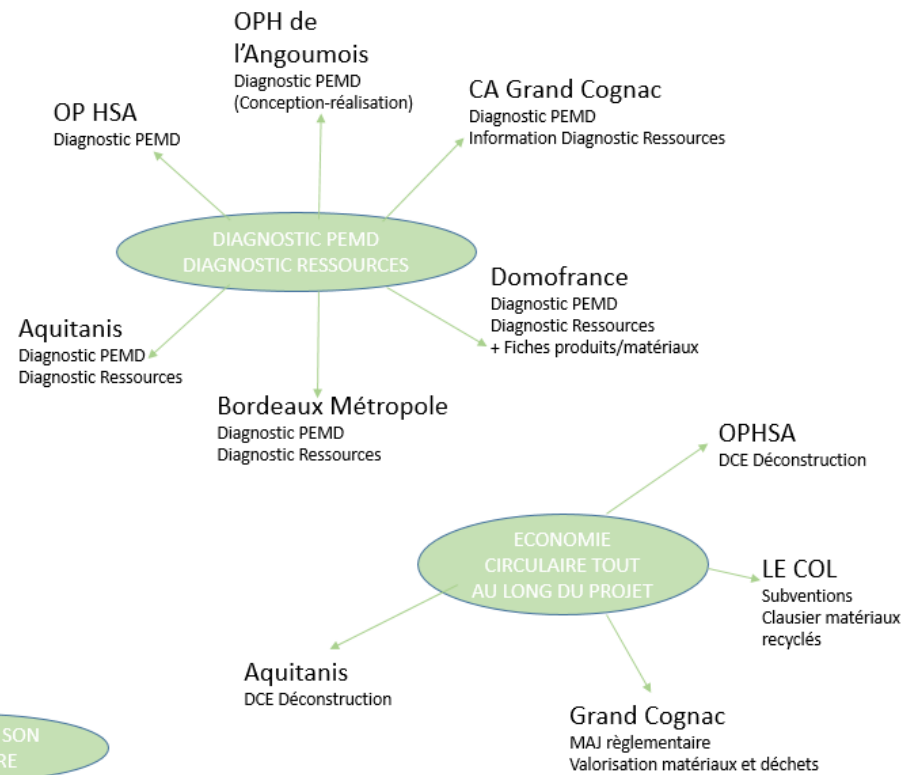 OPH de
l'Angoumois
Diagnostic PEMD
(Conception-réalisation)
OP HSA
Diagnostic PEMD
CA Grand Cognac
Diagnostic PEMD
Information Diagnostic Ressources
DIAGNOSTIC PEMD
DIAGNOSTIC RESSOURCES
Aquitanis
Diagnostic PEMD
Diagnostic Ressources
Domofrance
Diagnostic PEMD
Diagnostic Ressources
+ Fiches produits/matériaux
Bordeaux Métropole
Diagnostic PEMD
Diagnostic Ressources
OPHSA
DCE Déconstruction
ECONOMIE
CIRCULAIRE TOUT
AU LONG DU PROJET
LE COL
Subventions
Clausier matériaux
recyclés
Aquitanis
DCE Déconstruction
Grand Cognac
MAJ règlementaire
Valorisation matériaux et déchets
SON
RE